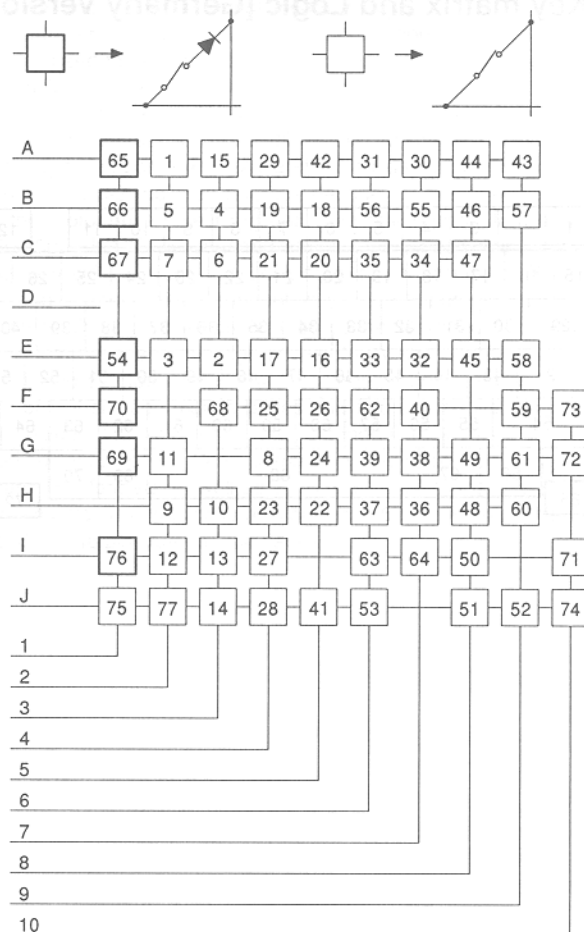 A 65 1 15 29 42 31 30 44 43
B 66 5 4 19 18 56 55 46 57
C 67 7 6 21 20 35 34 47
D
E 54 3 2 17 16 33 32 45 58
F 70 68 25 26 62 40 59 73
G 69 11 8 24 39 38 49 61 72
H 9 10 23 22 37 36 48 60
I 76 12 13 27 63 64 50 71
J 75 77 14 28 41 53 51 52 74
1
2
3
4
5
6
7
8
9
10